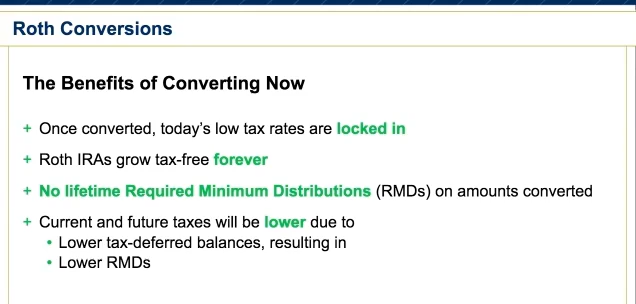 Roth Conversions
The Benefits of Converting Now
+ Once converted, today's low tax rates are locked in
+ Roth IRAs grow tax-free forever
+ No lifetime Required Minimum Distributions (RMDs) on amounts converted
+ Current and future taxes will be lower due to
• Lower tax-deferred balances, resulting in
• Lower RMDs